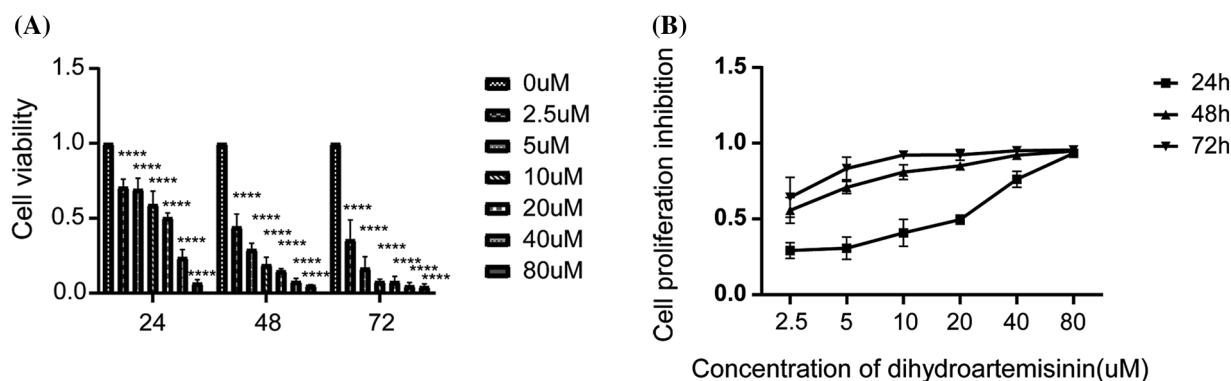 (A)
1.5
1.0
0.5
0.0
Cell viability
**** **** **** **** **** ****
**** **** **** **** **** ****
**** **** **** **** **** ****
24 48 72
0uM
2.5uM
5uM
10uM
20uM
40uM
80uM
(B)
1.5
1.0
0.5
0.0
Cell proliferation inhibition
2.5 5 10 20 40 80
Concentration of dihydroartemisinin(uM)
24h
48h
72h